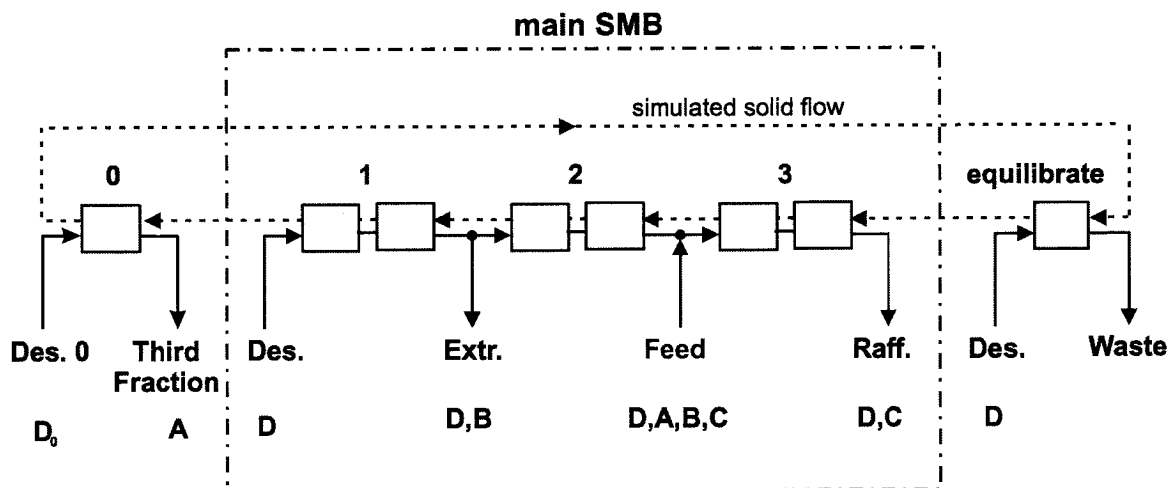 main SMB
simulated solid flow
0 1 2 3 equilibrate
Des. 0 Third Fraction Des. Extr. Feed Raff. Des. Waste
D₀ A D D,B D,A,B,C D,C D